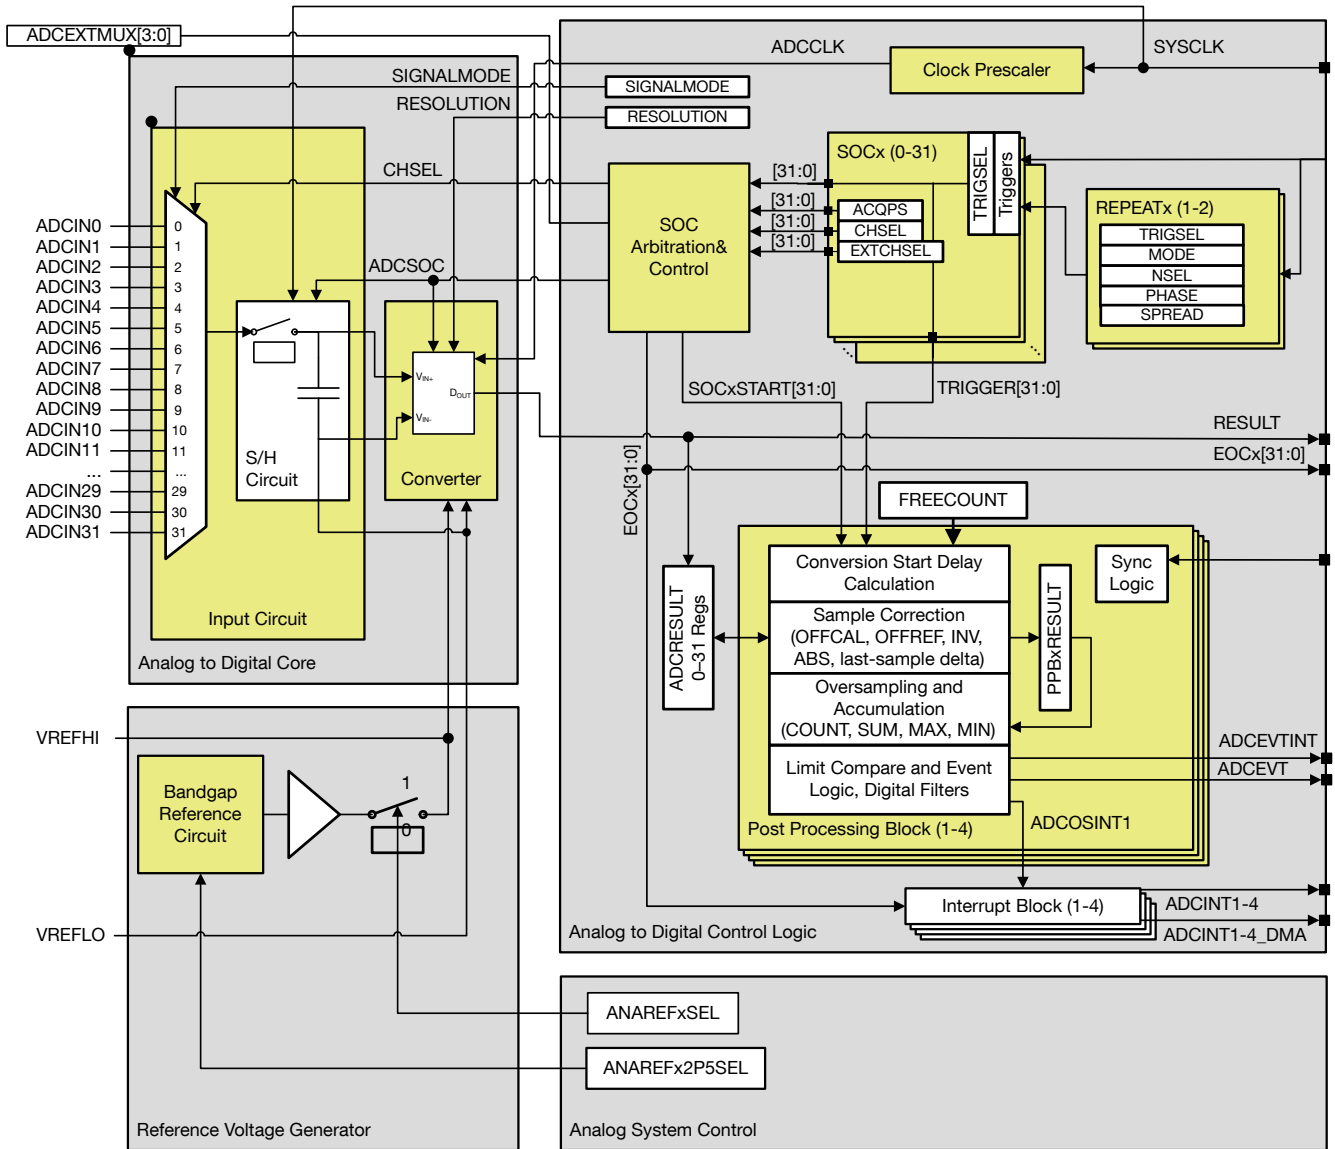 ADCEXTMUX[3:0]
ADCCLK
SYSCLK
Clock Prescaler
SIGNALMODE
SIGNALMODE
RESOLUTION
RESOLUTION
CHSEL
SOC
Arbitration&
Control
[31:0]
[31:0]
[31:0]
[31:0]
SOCx (0-31)
TRIGSEL
Triggers
ACQPS
CHSEL
EXTCHSEL
REPEATx (1-2)
TRIGSEL
MODE
NSEL
PHASE
SPREAD
ADCIN0
ADCIN1
ADCIN2
ADCIN3
ADCIN4
ADCIN5
ADCIN6
ADCIN7
ADCIN8
ADCIN9
ADCIN10
ADCIN11
...
ADCIN29
ADCIN30
ADCIN31
0
1
2
3
4
5
6
7
8
9
10
11
...
29
30
31
ADCSOC
S/H
Circuit
VIN+
VIN-
DOUT
Converter
Input Circuit
Analog to Digital Core
SOCxSTART[31:0]
TRIGGER[31:0]
...
...
RESULT
EOCx[31:0]
EOCx[31:0]
FREECOUNT
ADCRESULT
0–31 Regs
Conversion Start Delay
Calculation
Sample Correction
(OFFCAL, OFFREF, INV,
ABS, last-sample delta)
Oversampling and
Accumulation
(COUNT, SUM, MAX, MIN)
Limit Compare and Event
Logic, Digital Filters
PPBxRESULT
Sync
Logic
Post Processing Block (1-4)
ADCEVTINT
ADCEVT
ADCOSINT1
Interrupt Block (1-4)
ADCINT1-4
ADCINT1-4_DMA
Analog to Digital Control Logic
VREFHI
Bandgap
Reference
Circuit
1
0
VREFLO
Reference Voltage Generator
ANAREFxSEL
ANAREFx2P5SEL
Analog System Control